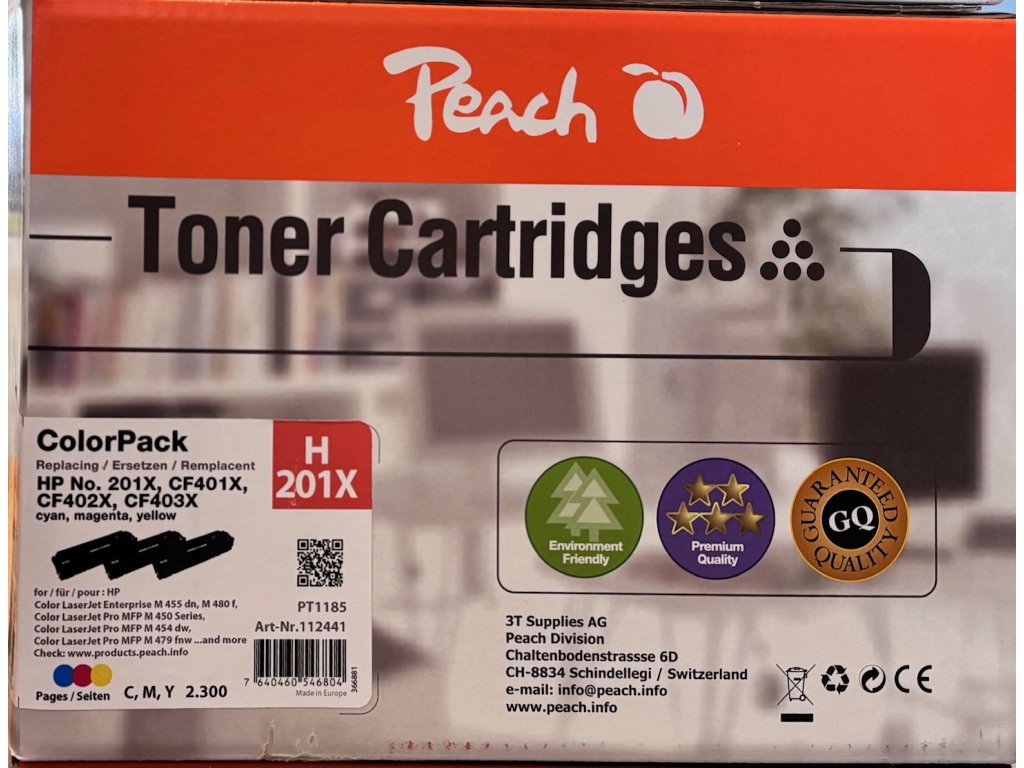 Peach
Toner Cartridges
ColorPack
Replacing / Ersetzen / Remplacent
HP No. 201X, CF401X,
CF402X, CF403X
cyan, magenta, yellow
H
201X
for / für / pour : HP
Color LaserJet Enterprise M 455 dn, M 480 f,
Color LaserJet Pro MFP M 450 Series,
Color LaserJet Pro MFP M 454 dw,
Color LaserJet Pro MFP M 479 fnw ...and more
Check: www.products.peach.info
PT1185
Art-Nr.112441
7 640460 546804
366881
Made in Europe
Pages / Seiten C, M, Y 2.300
Environment
Friendly
Premium
Quality
GUARANTEED
GQ
QUALITY
3T Supplies AG
Peach Division
Chaltenbodenstrassse 6D
CH-8834 Schindellegi / Switzerland
e-mail: info@peach.info
www.peach.info
CE